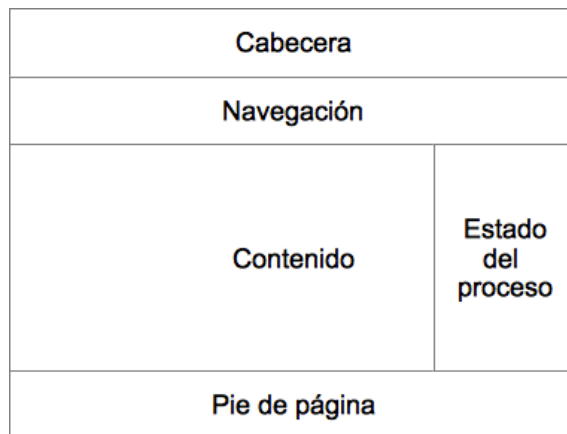 Cabecera
Navegación
Contenido
Estado
del
proceso
Pie de página